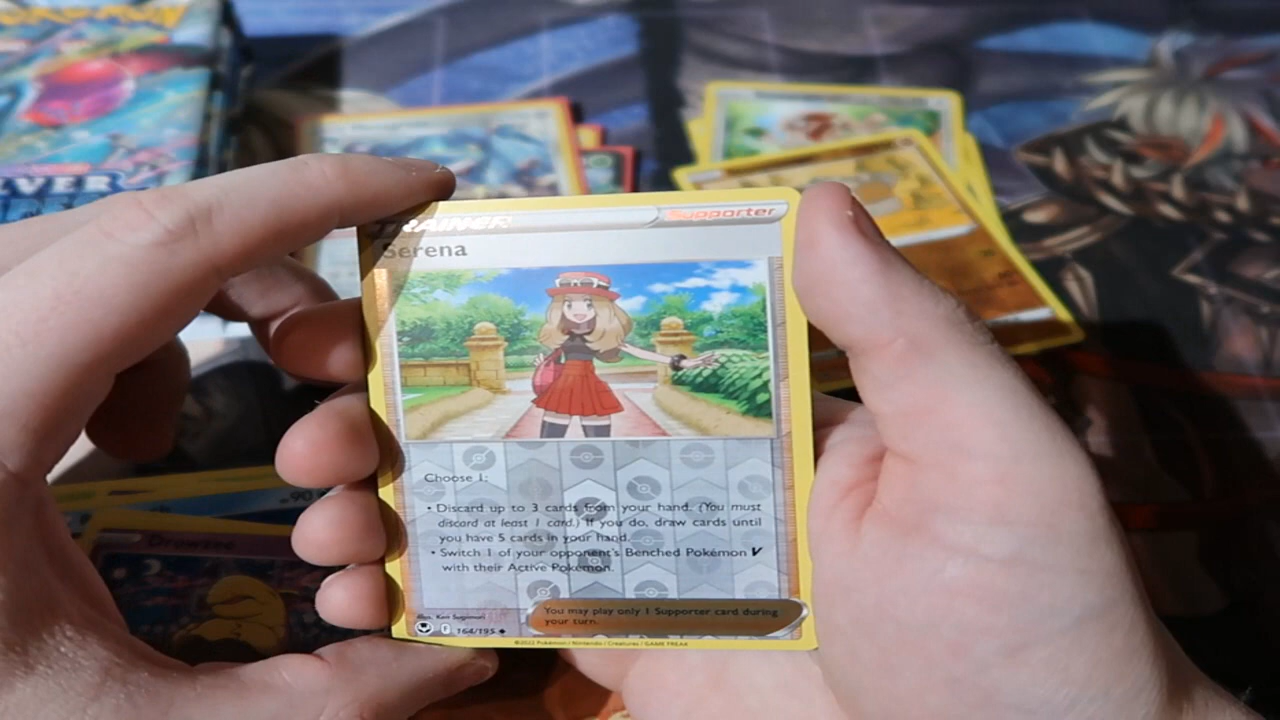 POKÉMON
TRAINER
Supporter
Serena
Choose 1:
• Discard up to 3 cards from your hand. (You must
discard at least 1 card.) If you do, draw cards until
you have 5 cards in your hand.
• Switch 1 of your opponent's Benched Pokémon V
with their Active Pokémon.
You may play only 1 Supporter card during
your turn.
Illus. Ken Sugimori
F 164/195
©2022 Pokémon / Nintendo / Creatures / GAME FREAK
90
Drowzee